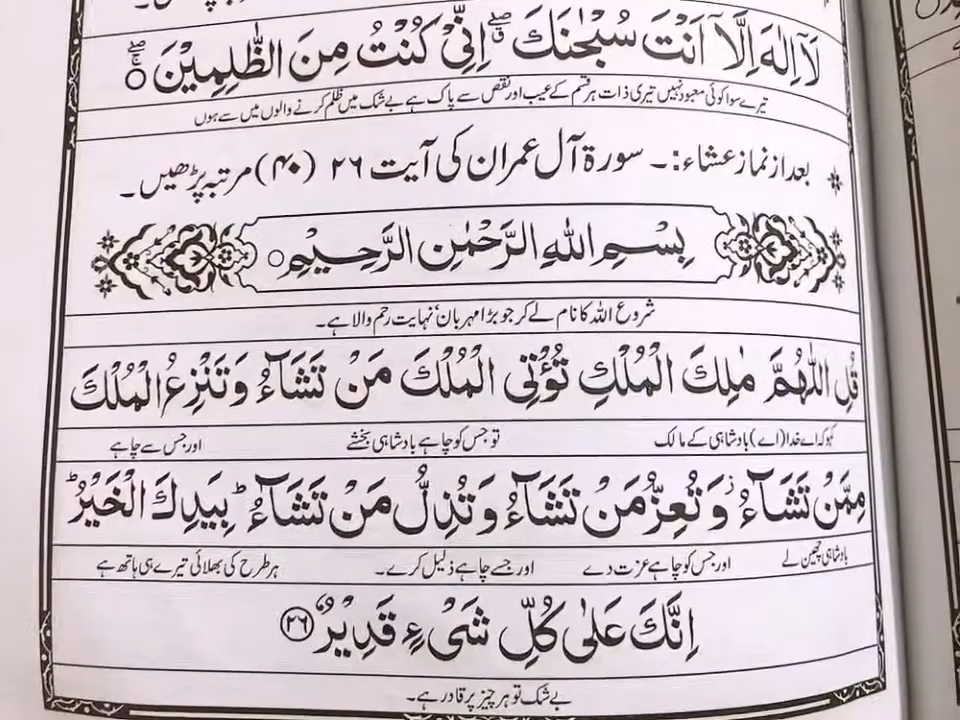 لَاۤ اِلٰهَ اِلَّاۤ اَنْتَ سُبْحٰنَكَ ۖق اِنِّیْ كُنْتُ مِنَ الظّٰلِمِیْنَ ۝ۚۖ
تیرے سوا کوئی معبود نہیں تیری ذات ہر قسم کے عیب اور نقص سے پاک ہے بے شک میں ظلم کرنے والوں میں سے ہوں
بعد از نماز عشاء:۔ سورۃ آل عمران کی آیت ۲۶ (۴۰) مرتبہ پڑھیں۔
بِسْمِ اللهِ الرَّحْمٰنِ الرَّحِیْمِ ۝
شروع اللہ کا نام لے کر جو بڑا مہربان' نہایت رحم والا ہے۔
قُلِ اللّٰهُمَّ مٰلِكَ الْمُلْكِ تُؤْتِی الْمُلْكَ مَنْ تَشَآءُ وَتَنْزِعُ الْمُلْكَ
کہو کہ اے خدا (اے) بادشاہی کے مالک تو جس کو چاہے بادشاہی بخشے اور جس سے چاہے
مِمَّنْ تَشَآءُ ؗ وَتُعِزُّ مَنْ تَشَآءُ وَتُذِلُّ مَنْ تَشَآءُ ؕ بِیَدِكَ الْخَیْرُ ؕ
بادشاہی چھین لے اور جس کو چاہے عزت دے اور جسے چاہے ذلیل کرے۔ ہر طرح کی بھلائی تیرے ہی ہاتھ ہے
اِنَّكَ عَلٰی كُلِّ شَیْءٍ قَدِیْرٌ ۝۲۶
بے شک تو ہر چیز پر قادر ہے۔